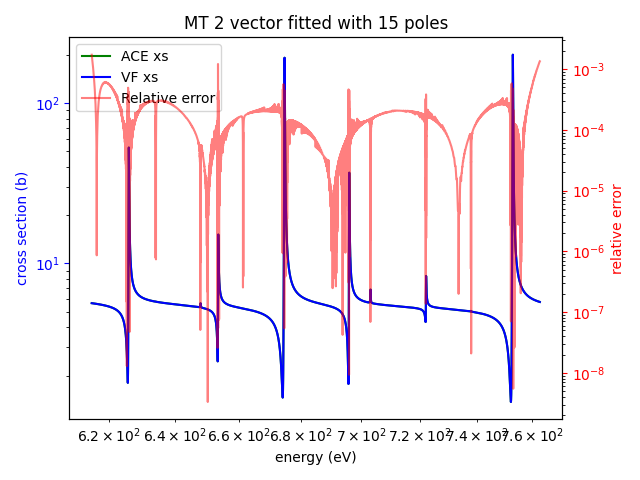 MT 2 vector fitted with 15 poles
ACE xs
VF xs
Relative error
10²
10¹
cross section (b)
10⁻³
10⁻⁴
10⁻⁵
10⁻⁶
10⁻⁷
10⁻⁸
relative error
6.2 × 10² 6.4 × 10² 6.6 × 10² 6.8 × 10² 7 × 10² 7.2 × 10² 7.4 × 10² 7.6 × 10²
energy (eV)